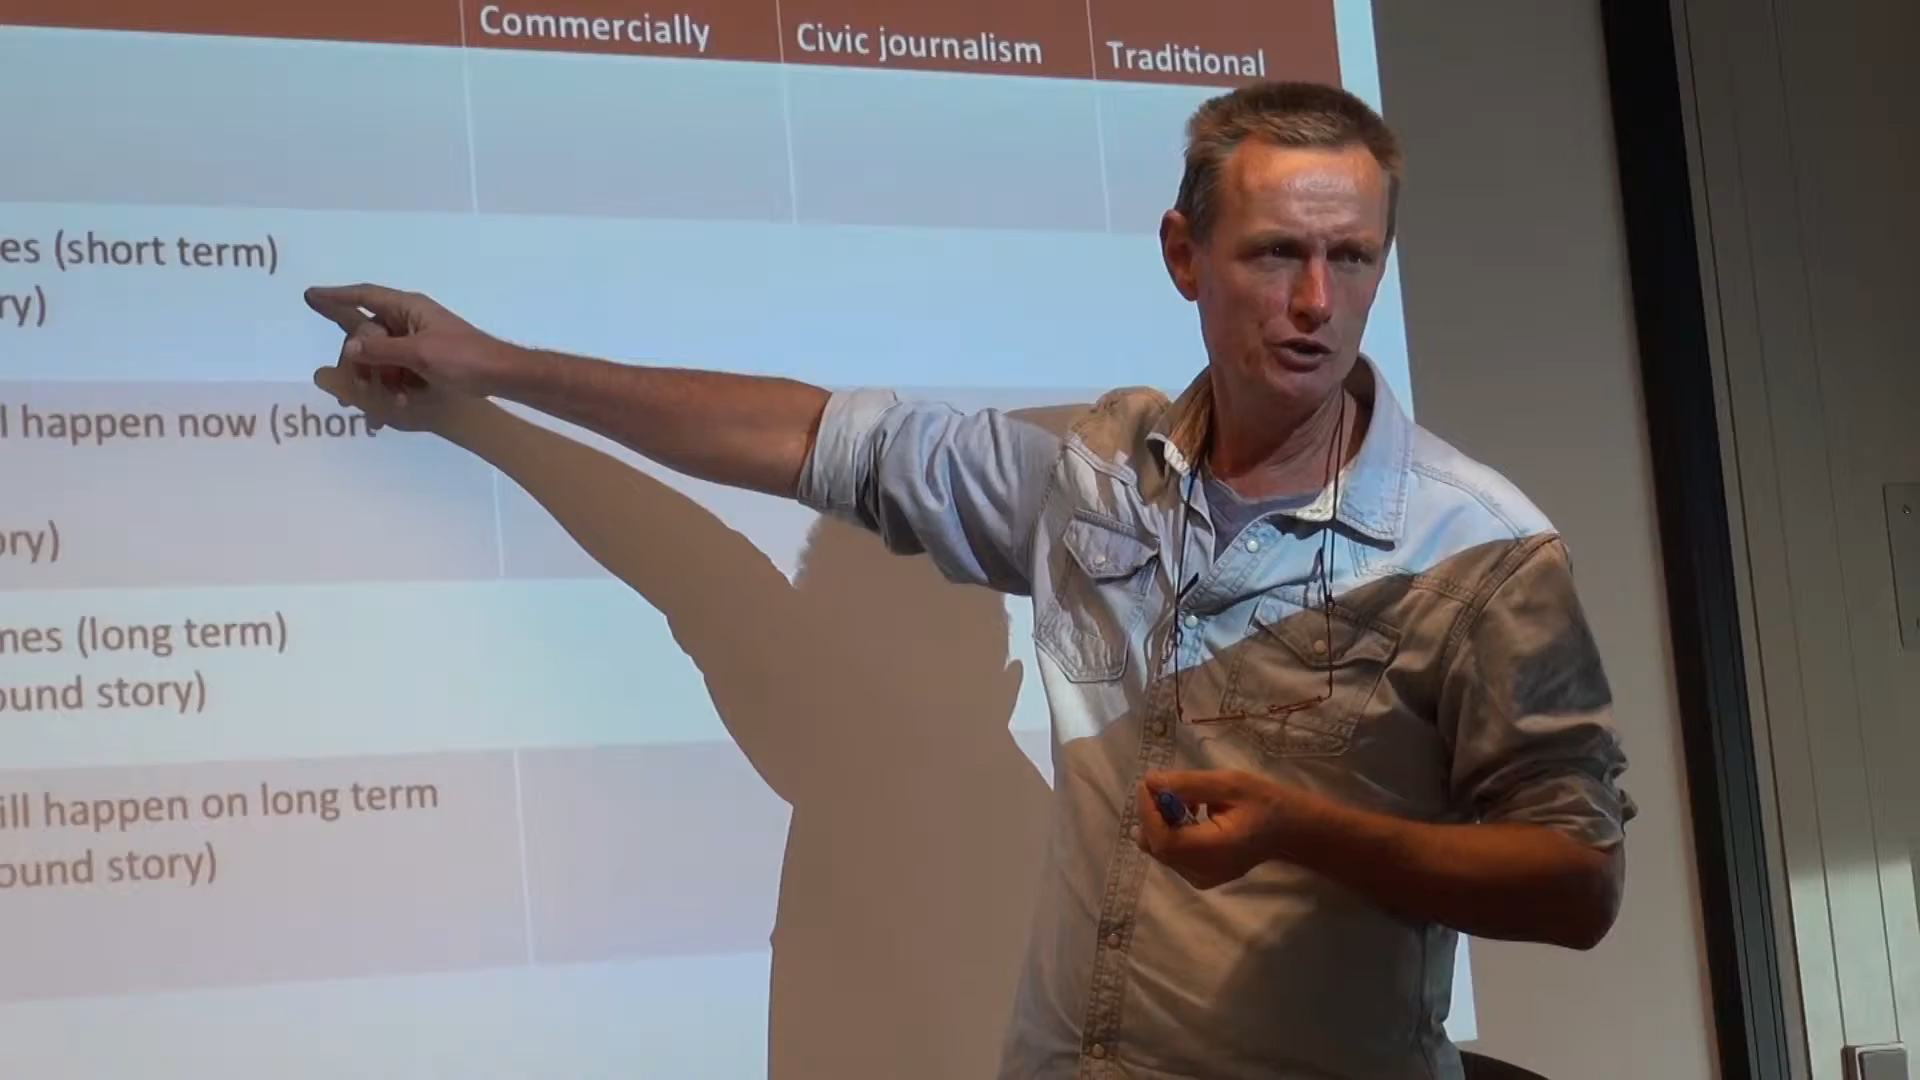 Commercially Civic journalism Traditional
es (short term)
ry)
l happen now (short
ory)
nes (long term)
ound story)
ill happen on long term
ound story)